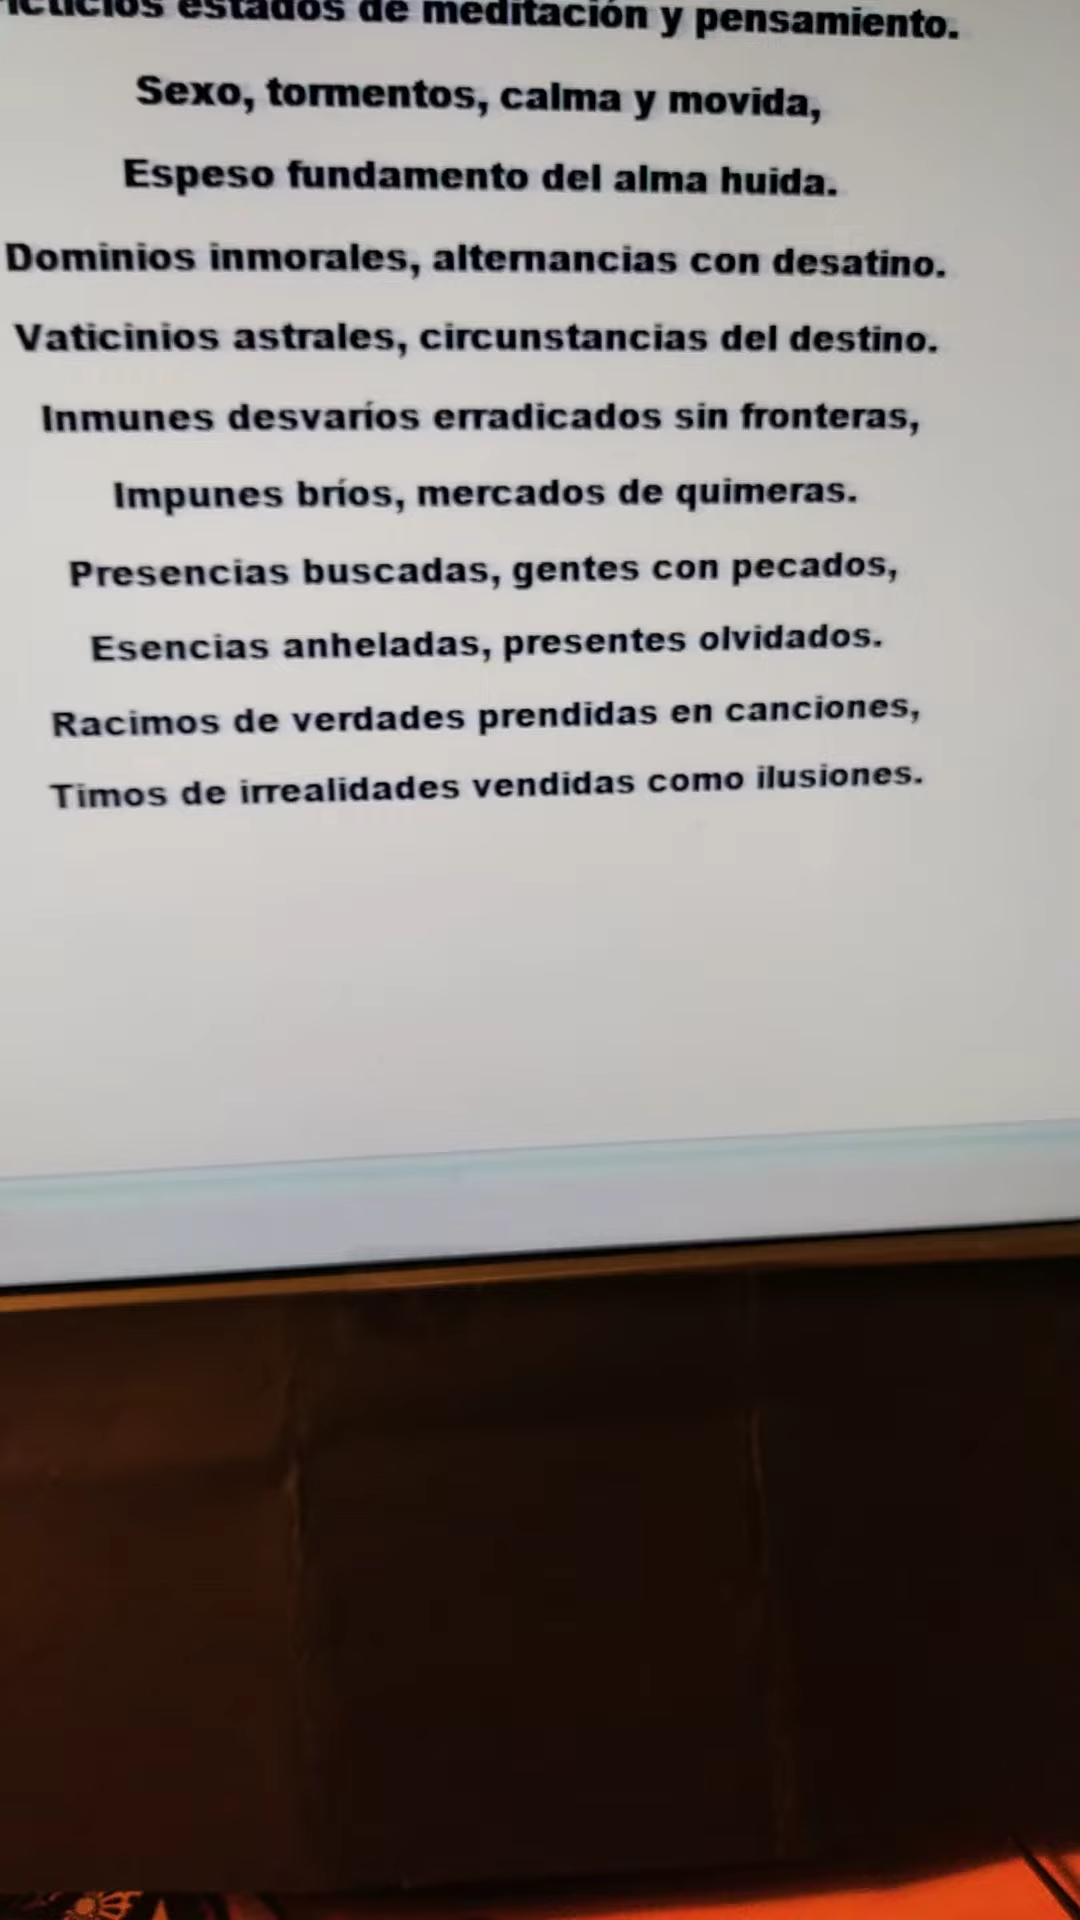 estados de meditación y pensamiento.
Sexo, tormentos, calma y movida,
Espeso fundamento del alma huida.
Dominios inmorales, alternancias con desatino.
Vaticinios astrales, circunstancias del destino.
Inmunes desvaríos erradicados sin fronteras,
Impunes bríos, mercados de quimeras.
Presencias buscadas, gentes con pecados,
Esencias anheladas, presentes olvidados.
Racimos de verdades prendidas en canciones,
Timos de irrealidades vendidas como ilusiones.